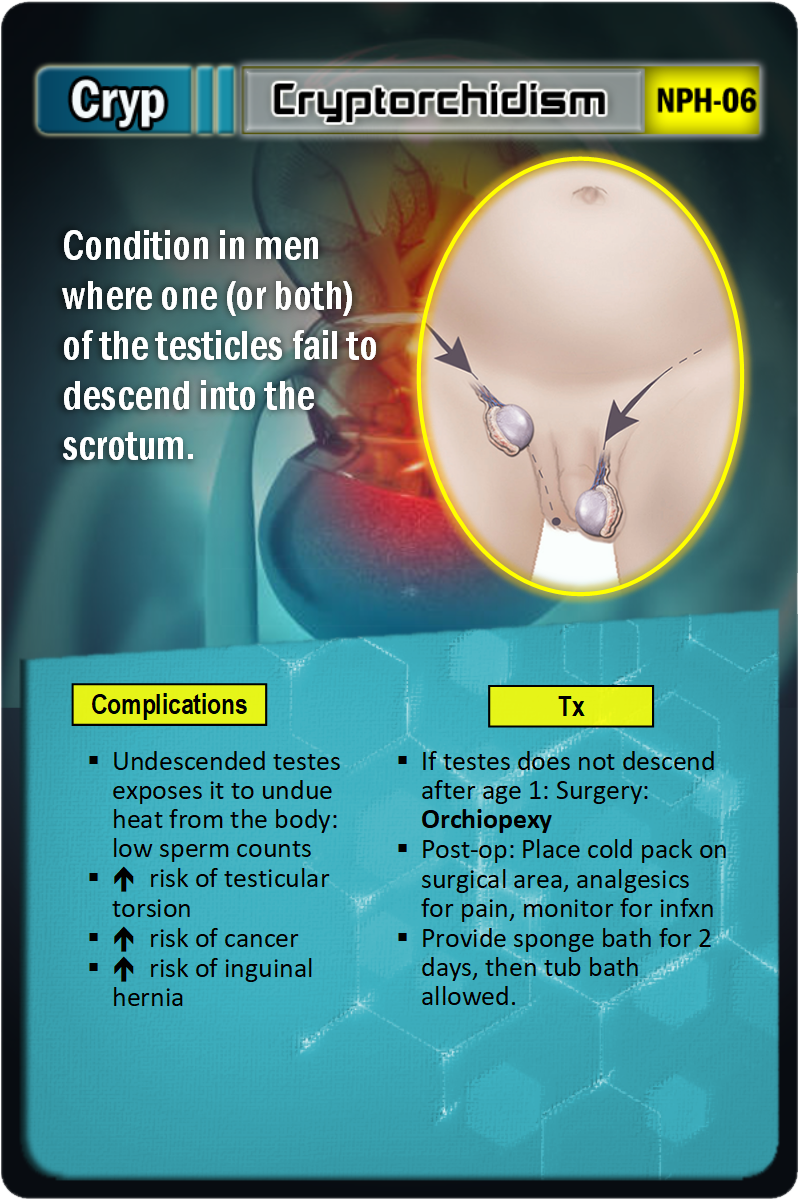 Cryp
Cryptorchidism
NPH-06
Condition in men
where one (or both)
of the testicles fail to
descend into the
scrotum.
Complications
▪ Undescended testes
exposes it to undue
heat from the body:
low sperm counts
▪ 🡹 risk of testicular
torsion
▪ 🡹 risk of cancer
▪ 🡹 risk of inguinal
hernia
Tx
▪ If testes does not descend
after age 1: Surgery:
Orchiopexy
▪ Post-op: Place cold pack on
surgical area, analgesics
for pain, monitor for infxn
▪ Provide sponge bath for 2
days, then tub bath
allowed.